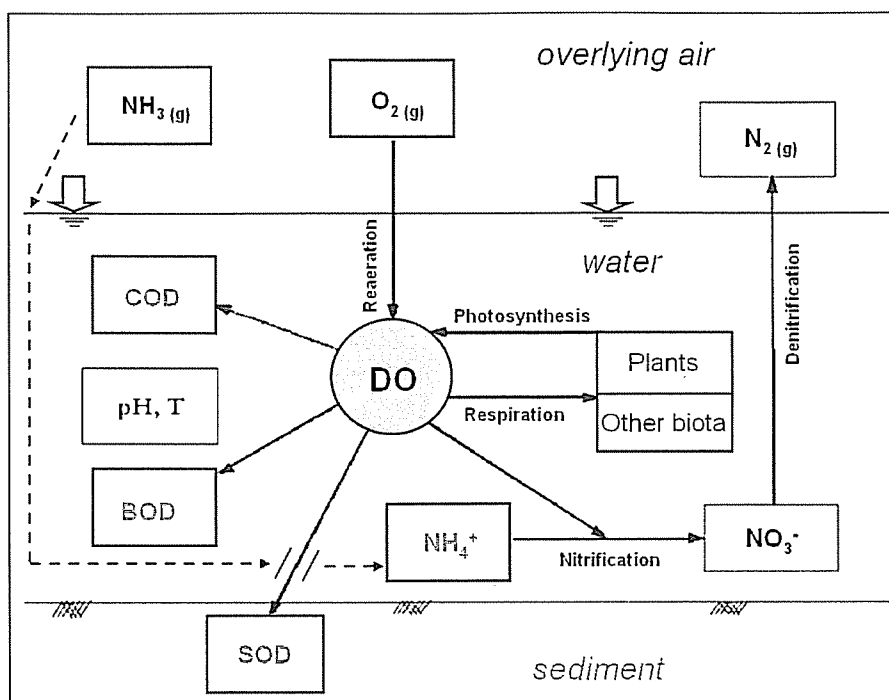 overlying air
NH₃ (g)
O₂ (g)
N₂ (g)
Reaeration
water
Denitrification
COD
Photosynthesis
Plants
DO
pH, T
Respiration
Other biota
BOD
NH₄⁺
Nitrification
NO₃⁻
SOD
sediment